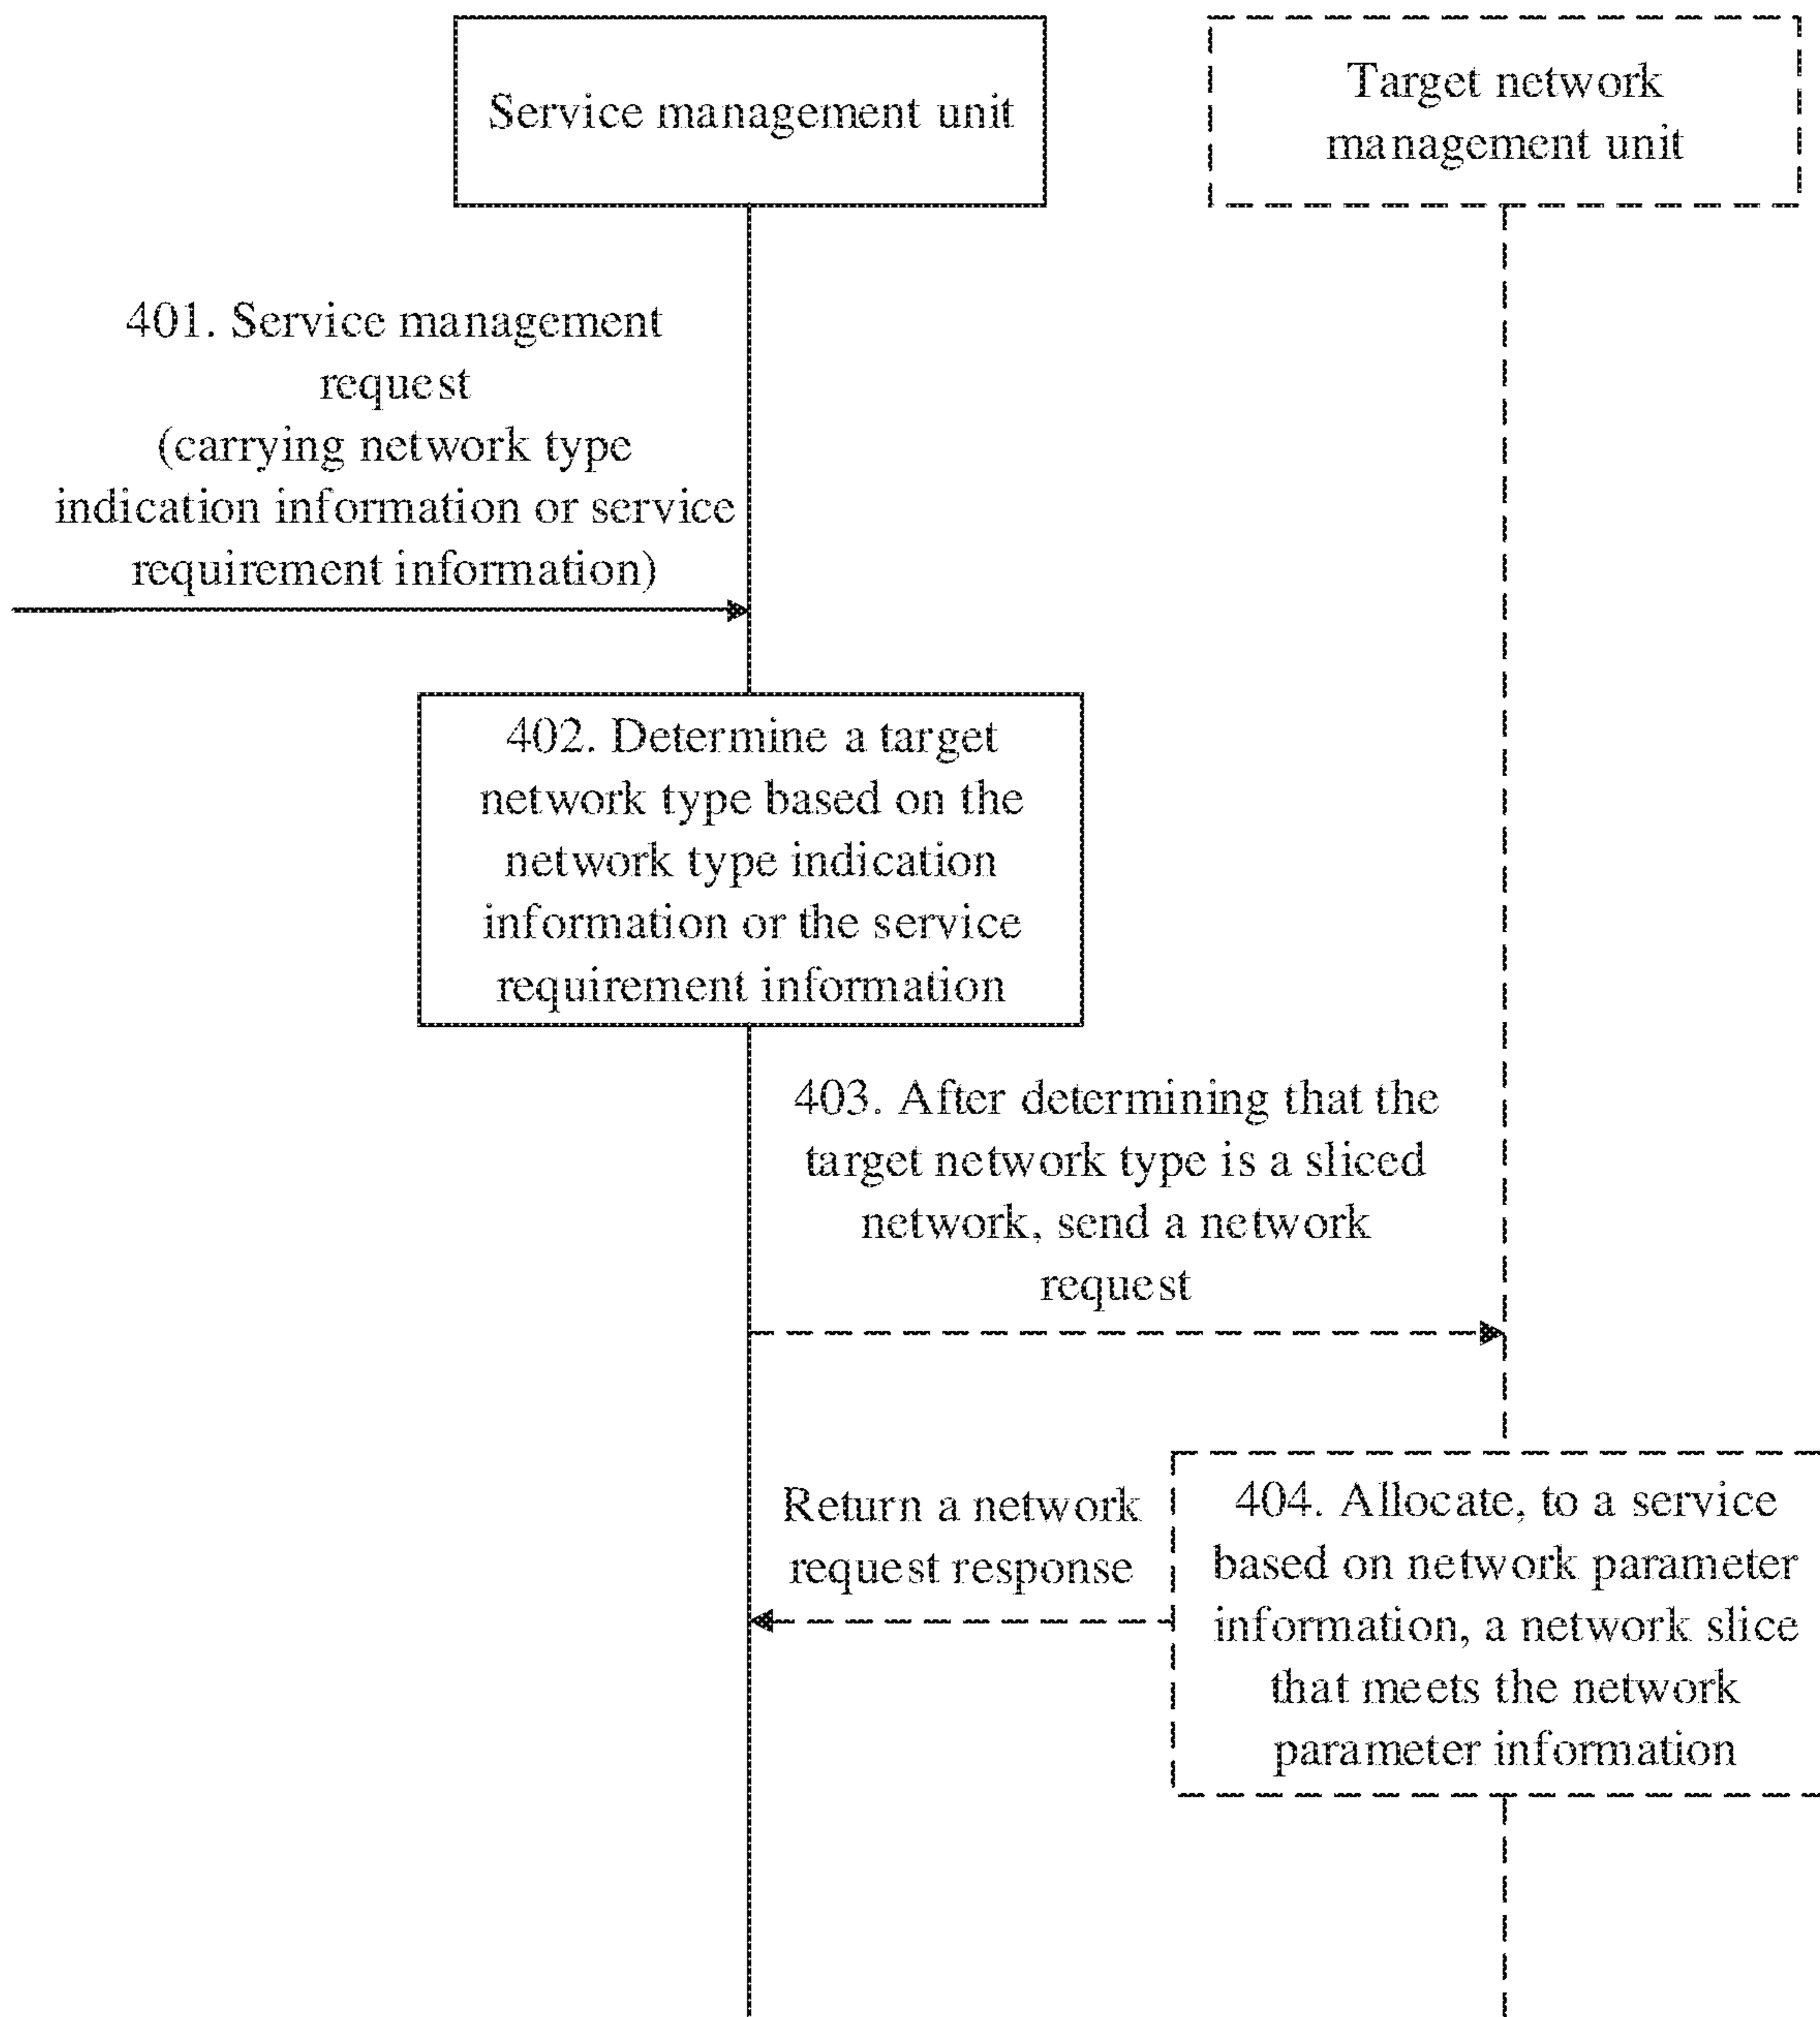 Service management unit
Target network
management unit
401. Service management
request
(carrying network type
indication information or service
requirement information)
402. Determine a target
network type based on the
network type indication
information or the service
requirement information
403. After determining that the
target network type is a sliced
network, send a network
request
Return a network
request response
404. Allocate, to a service
based on network parameter
information, a network slice
that meets the network
parameter information